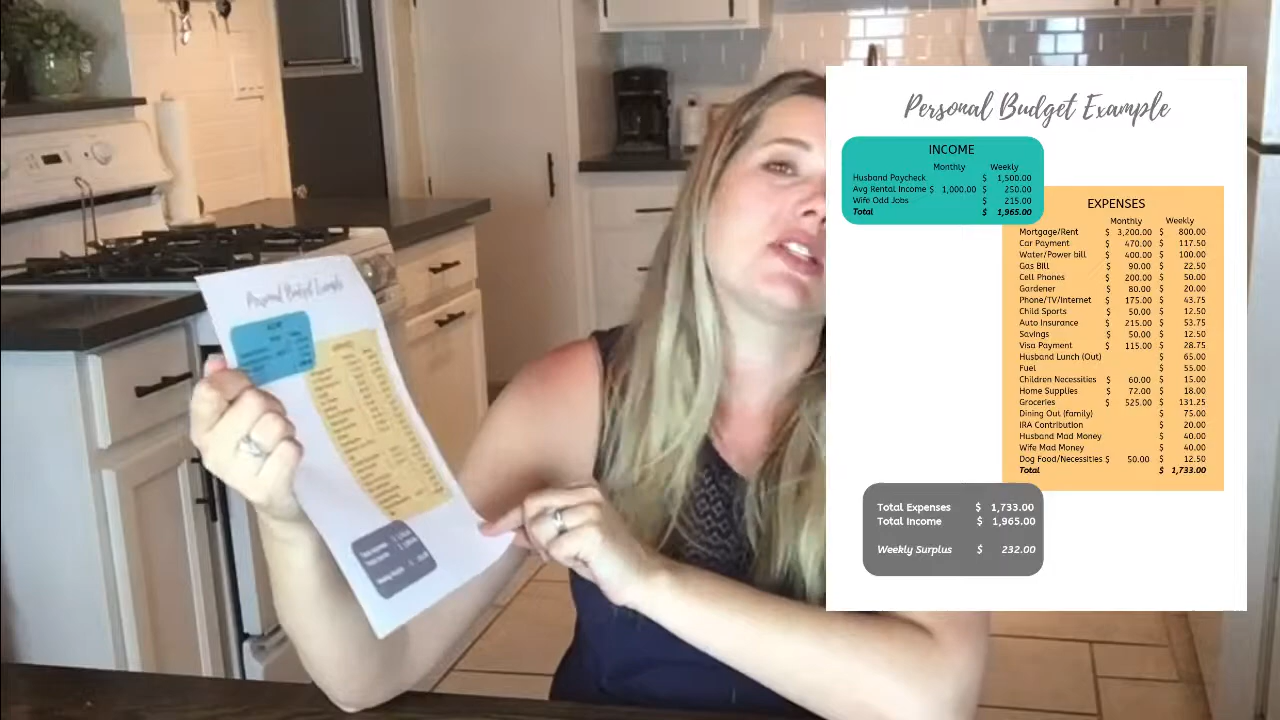 Personal Budget Example
INCOME
Monthly Weekly
Husband Paycheck $ 1,500.00
Avg Rental Income $ 1,000.00 $ 250.00
Wife Odd Jobs $ 215.00
Total $ 1,965.00
EXPENSES
Monthly Weekly
Mortgage/Rent $ 3,200.00 $ 800.00
Car Payment $ 470.00 $ 117.50
Water/Power bill $ 400.00 $ 100.00
Gas Bill $ 90.00 $ 22.50
Cell Phones $ 200.00 $ 50.00
Gardener $ 80.00 $ 20.00
Phone/TV/Internet $ 175.00 $ 43.75
Child Sports $ 50.00 $ 12.50
Auto Insurance $ 215.00 $ 53.75
Savings $ 50.00 $ 12.50
Visa Payment $ 115.00 $ 28.75
Husband Lunch (Out) $ 65.00
Fuel $ 55.00
Children Necessities $ 60.00 $ 15.00
Home Supplies $ 72.00 $ 18.00
Groceries $ 525.00 $ 131.25
Dining Out (family) $ 75.00
IRA Contribution $ 20.00
Husband Mad Money $ 40.00
Wife Mad Money $ 40.00
Dog Food/Necessities $ 50.00 $ 12.50
Total $ 1,733.00
Total Expenses $ 1,733.00
Total Income $ 1,965.00
Weekly Surplus $ 232.00
Personal Budget Example